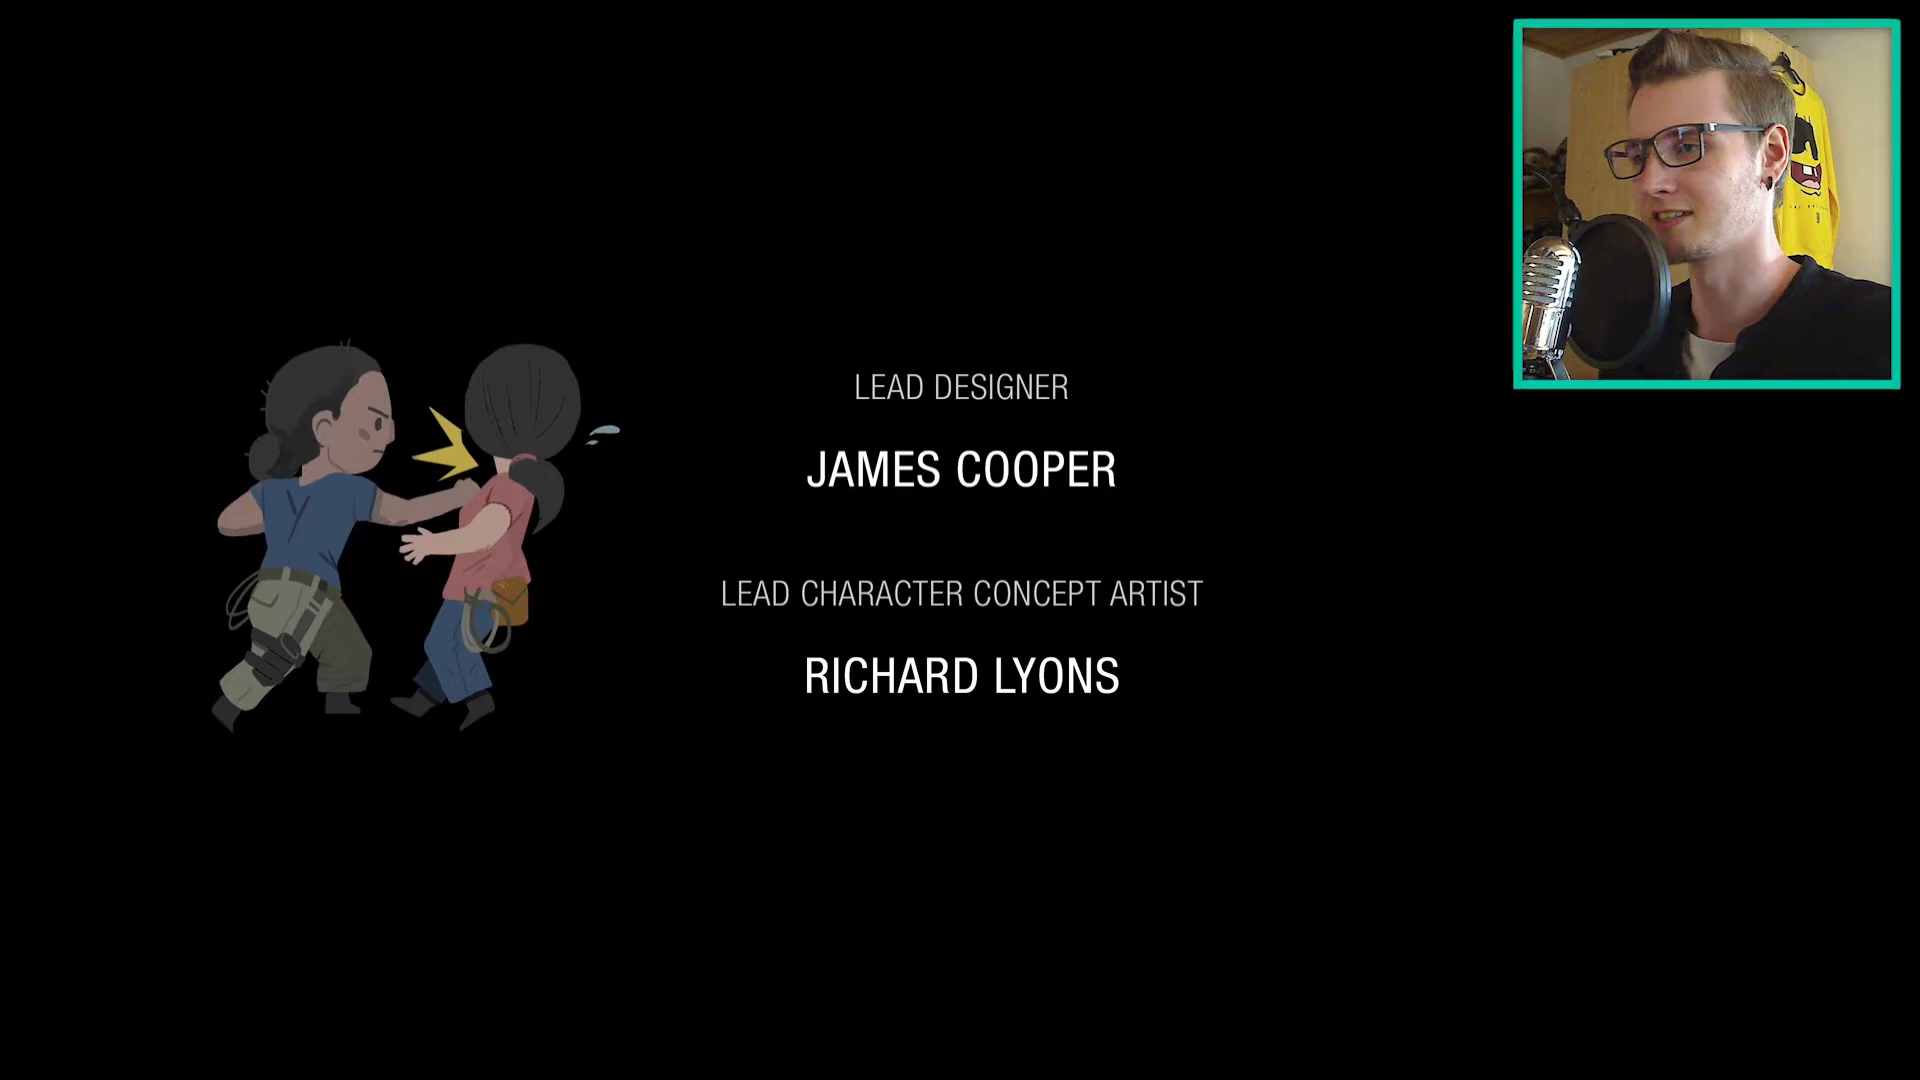 LEAD DESIGNER
JAMES COOPER
LEAD CHARACTER CONCEPT ARTIST
RICHARD LYONS